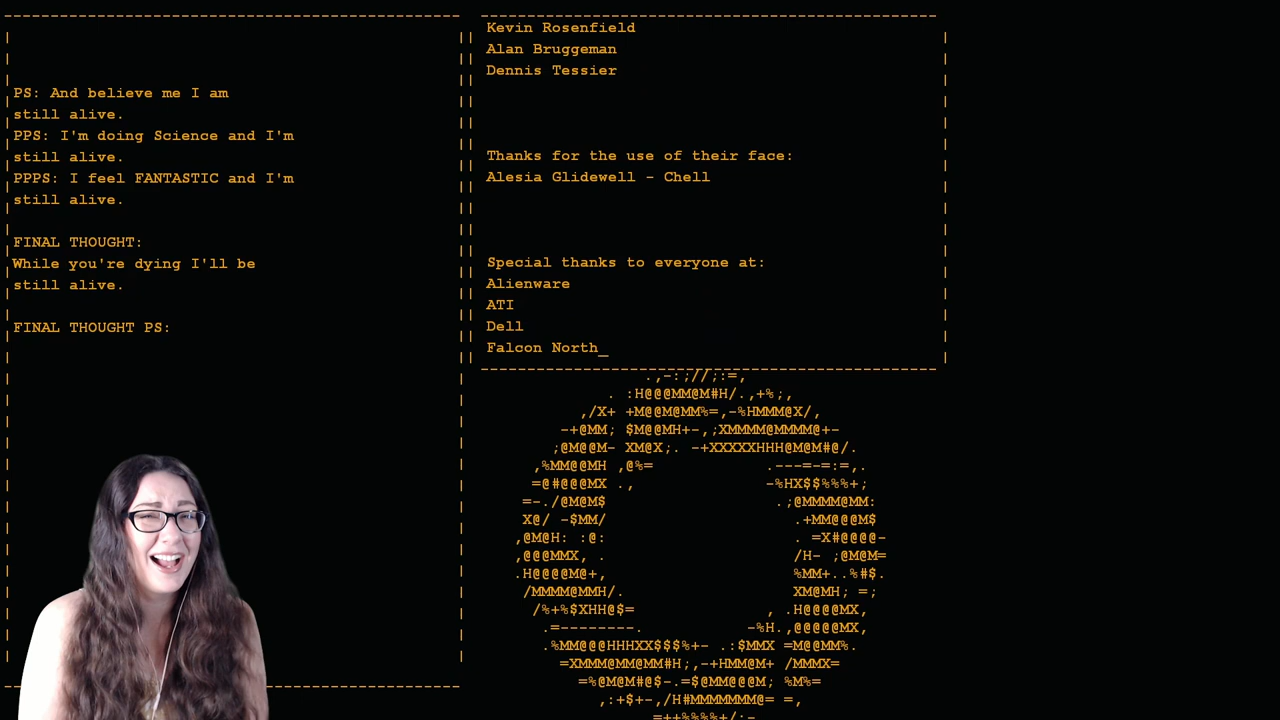 PS: And believe me I am
still alive.
PPS: I'm doing Science and I'm
still alive.
PPPS: I feel FANTASTIC and I'm
still alive.
FINAL THOUGHT:
While you're dying I'll be
still alive.
FINAL THOUGHT PS:
Kevin Rosenfield
Alan Bruggeman
Dennis Tessier
Thanks for the use of their face:
Alesia Glidewell - Chell
Special thanks to everyone at:
Alienware
ATI
Dell
Falcon North_